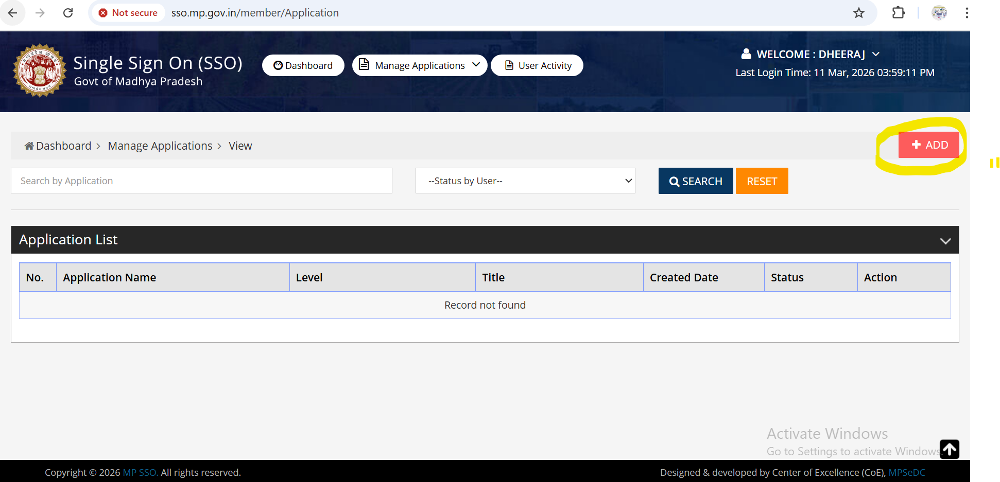 Not secure sso.mp.gov.in/member/Application
Single Sign On (SSO)
Govt of Madhya Pradesh
Dashboard Manage Applications User Activity
WELCOME : DHEERAJ
Last Login Time: 11 Mar, 2026 03:59:11 PM
Dashboard > Manage Applications > View
+ ADD
Search by Application --Status by User-- SEARCH RESET
Application List
No. Application Name Level Title Created Date Status Action
Record not found
Activate Windows
Go to Settings to activate Windows.
Copyright © 2026 MP SSO. All rights reserved. Designed & developed by Center of Excellence (CoE), MPSeDC